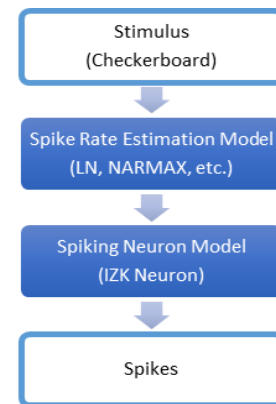 Stimulus
(Checkerboard)
Spike Rate Estimation Model
(LN, NARMAX, etc.)
Spiking Neuron Model
(IZK Neuron)
Spikes